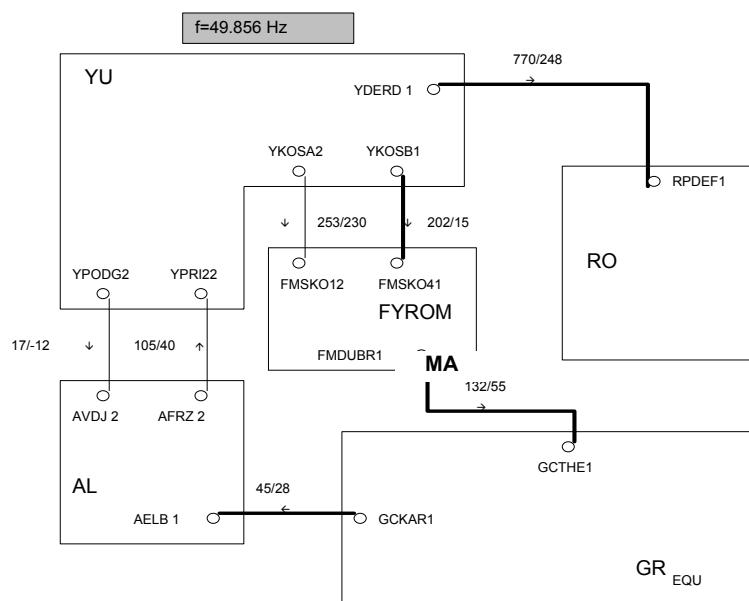 f=49.856 Hz
770/248
YU
YDERD 1
YKOSA2
YKOSB1
RPDEF1
253/230
202/15
RO
YPODG2
YPRI22
FMSKO12
FMSKO41
FYROM
17/-12
105/40
FMDUBR1
MA
132/55
AVDJ 2
AFRZ 2
GCTHE1
AL
45/28
AELB 1
GCKAR1
GR EQU